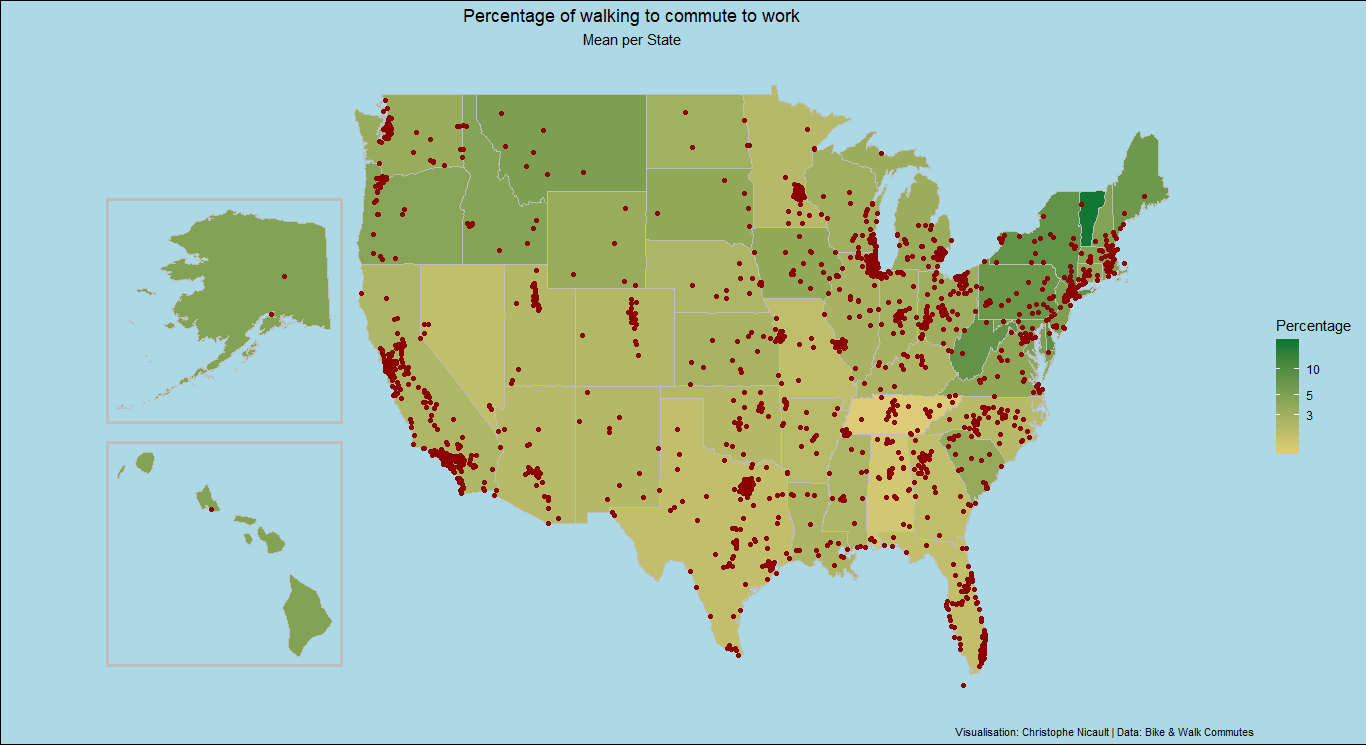 Percentage of walking to commute to work
Mean per State
Percentage
10
5
3
Visualisation: Christophe Nicault | Data: Bike & Walk Commutes